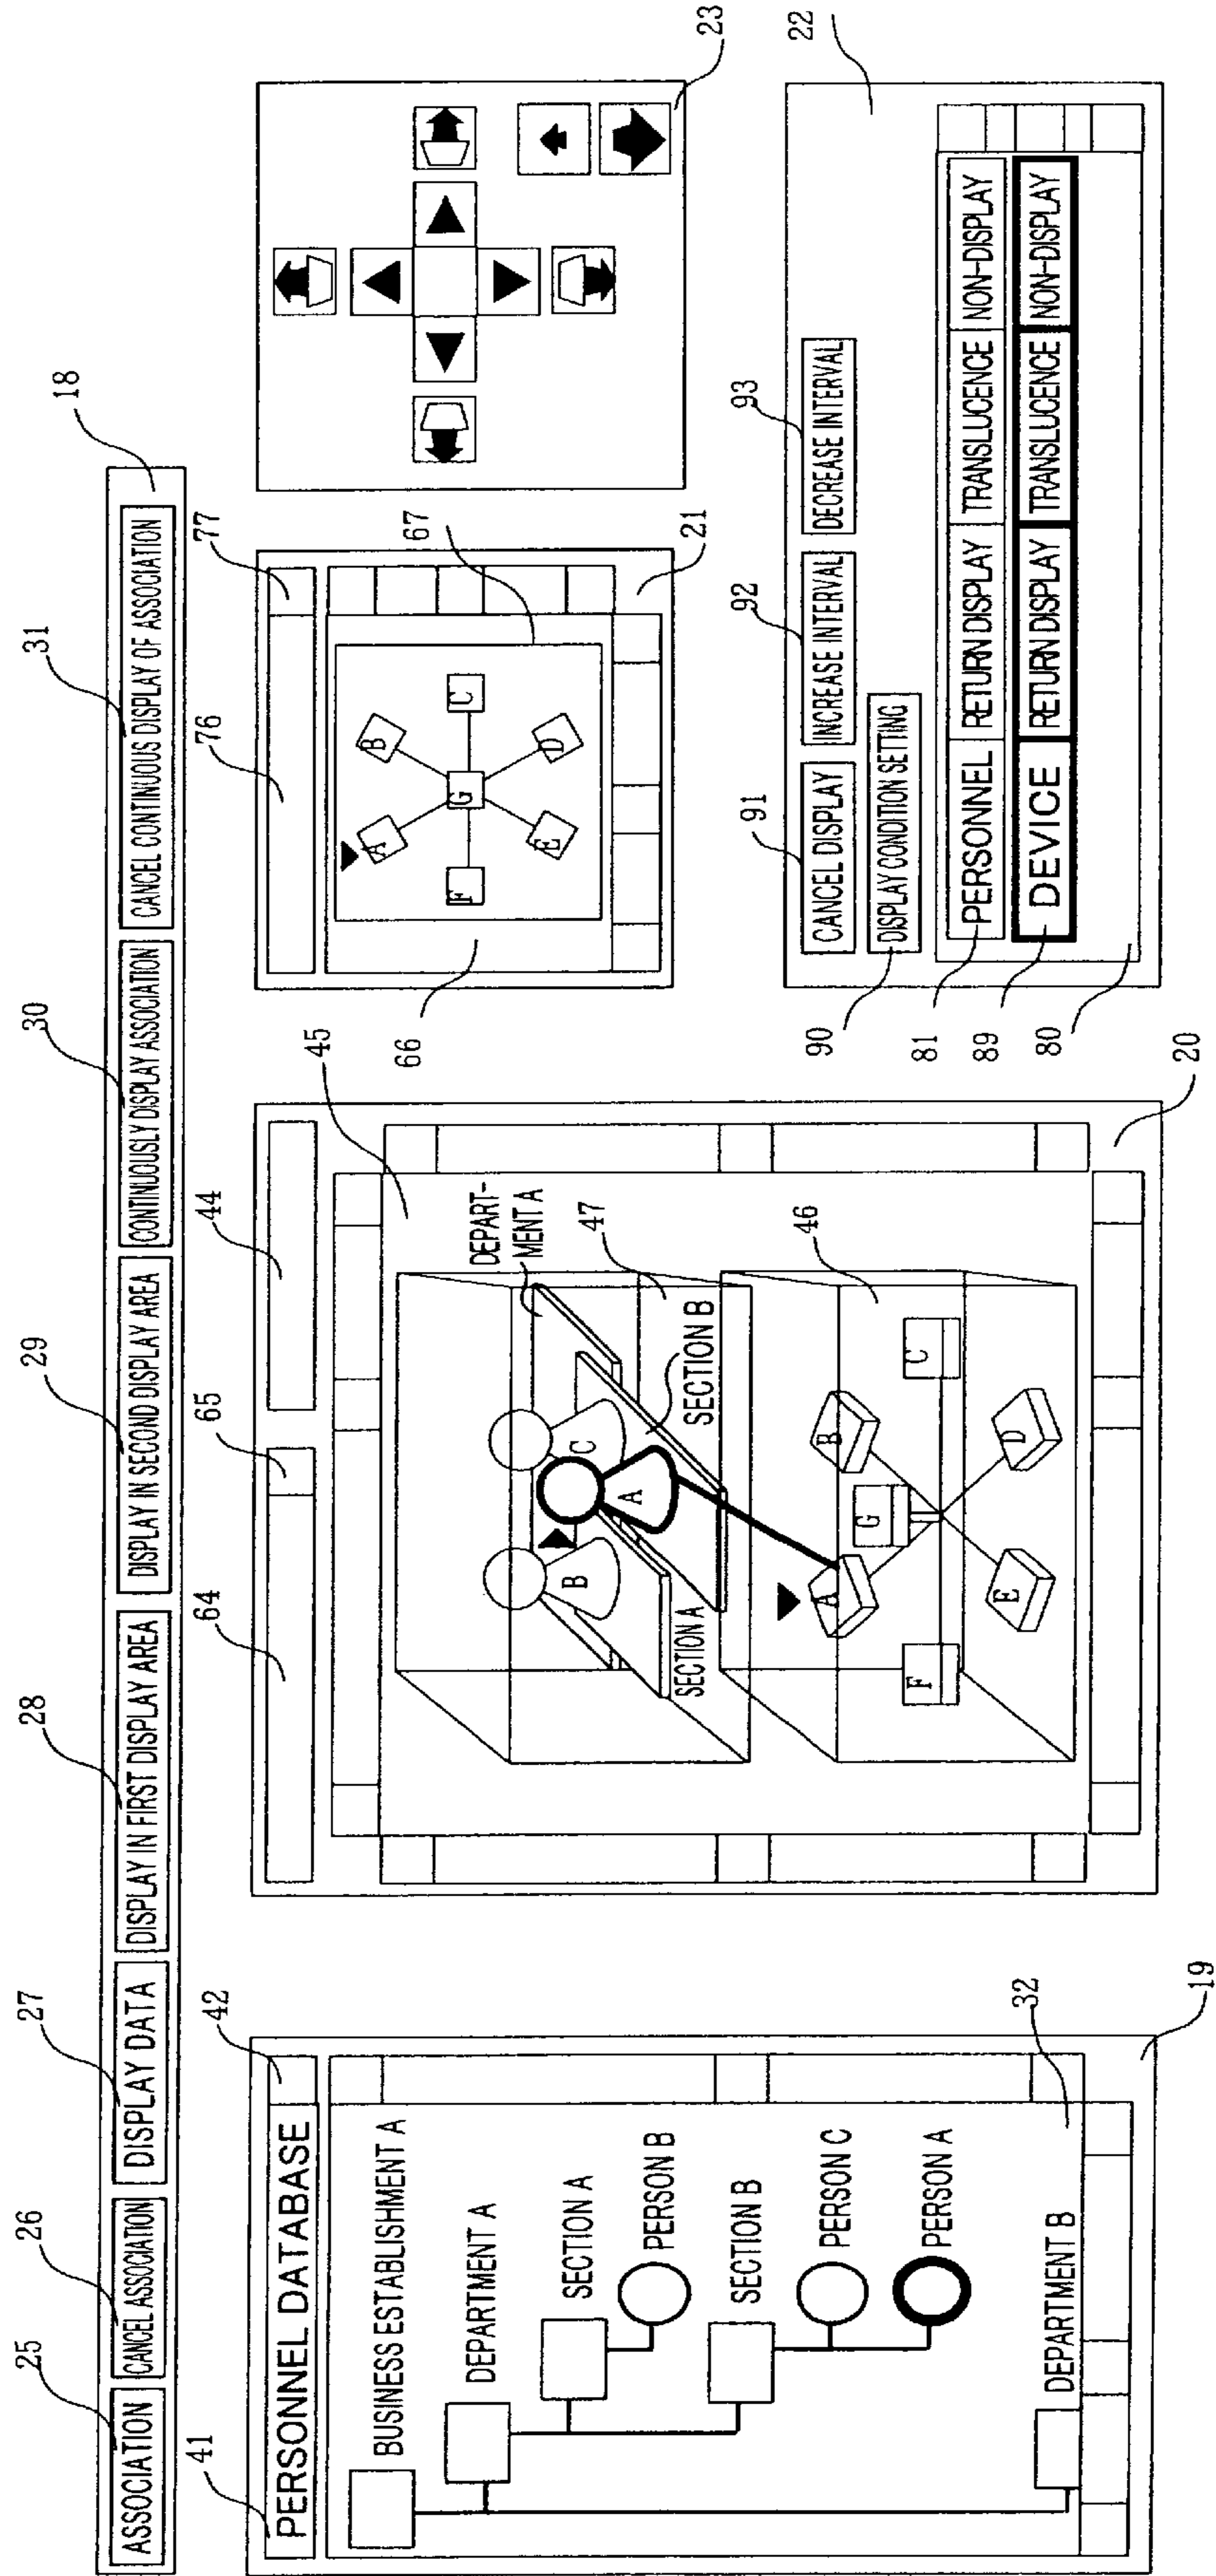 25
26
27
28
29
30
31
18
ASSOCIATION
CANCEL ASSOCIATION
DISPLAY DATA
DISPLAY IN FIRST DISPLAY AREA
DISPLAY IN SECOND DISPLAY AREA
CONTINUOUSLY DISPLAY ASSOCIATION
CANCEL CONTINUOUS DISPLAY OF ASSOCIATION
41
42
PERSONNEL DATABASE
BUSINESS ESTABLISHMENT A
DEPARTMENT A
SECTION A
PERSON B
SECTION B
PERSON C
PERSON A
DEPARTMENT B
32
19
64
65
44
45
DEPART-
MENT A
47
SECTION B
SECTION A
B
C
A
46
A
B
C
D
E
F
G
20
76
77
67
A
B
C
D
E
F
G
66
21
23
91
92
93
22
CANCEL DISPLAY
INCREASE INTERVAL
DECREASE INTERVAL
DISPLAY CONDITION SETTING
90
PERSONNEL
RETURN DISPLAY
TRANSLUCENCE
NON-DISPLAY
81
DEVICE
RETURN DISPLAY
TRANSLUCENCE
NON-DISPLAY
89
80